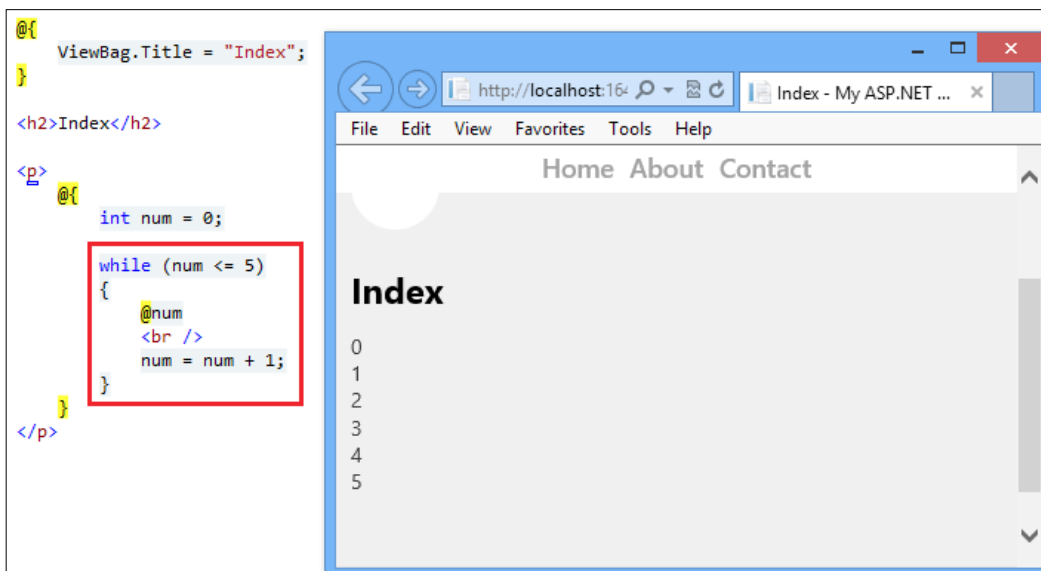 @{
ViewBag.Title = "Index";
}
<h2>Index</h2>
<p>
@{
int num = 0;
while (num <= 5)
{
@num
<br />
num = num + 1;
}
}
</p>
http://localhost:164
Index - My ASP.NET ...
File Edit View Favorites Tools Help
Home About Contact
Index
0
1
2
3
4
5